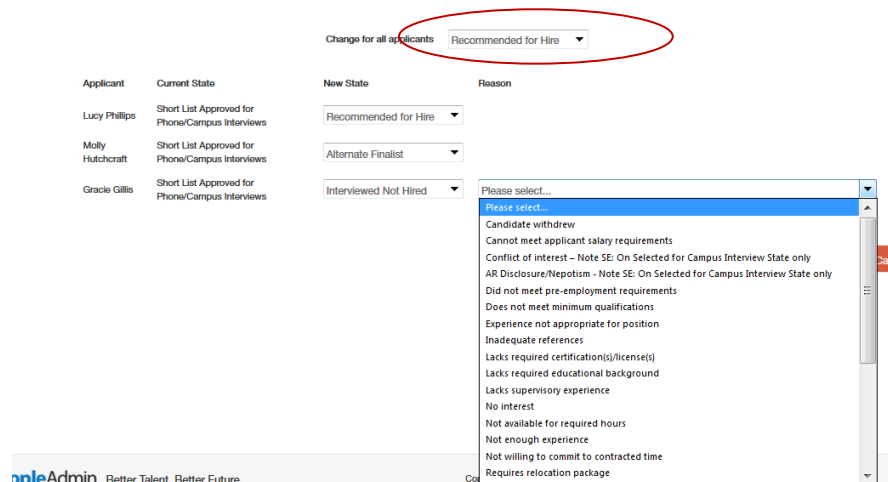 Change for all applicants Recommended for Hire
Applicant Current State New State Reason
Lucy Phillips Short List Approved for Phone/Campus Interviews Recommended for Hire
Molly Hutchcraft Short List Approved for Phone/Campus Interviews Alternate Finalist
Gracie Gillis Short List Approved for Phone/Campus Interviews Interviewed Not Hired Please select...
Please select...
Candidate withdrew
Cannot meet applicant salary requirements
Conflict of interest – Note SE: On Selected for Campus Interview State only
AR Disclosure/Nepotism - Note SE: On Selected for Campus Interview State only
Did not meet pre-employment requirements
Does not meet minimum qualifications
Experience not appropriate for position
Inadequate references
Lacks required certification(s)/license(s)
Lacks required educational background
Lacks supervisory experience
No interest
Not available for required hours
Not enough experience
Not willing to commit to contracted time
Requires relocation package
opleAdmin Better Talent. Better Future.